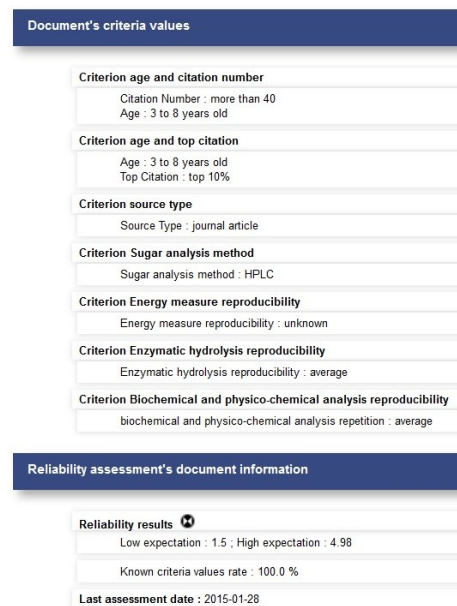 Document's criteria values
Criterion age and citation number
Citation Number : more than 40
Age : 3 to 8 years old
Criterion age and top citation
Age : 3 to 8 years old
Top Citation : top 10%
Criterion source type
Source Type : journal article
Criterion Sugar analysis method
Sugar analysis method : HPLC
Criterion Energy measure reproducibility
Energy measure reproducibility : unknown
Criterion Enzymatic hydrolysis reproducibility
Enzymatic hydrolysis reproducibility : average
Criterion Biochemical and physico-chemical analysis reproducibility
biochemical and physico-chemical analysis repetition : average
Reliability assessment's document information
Reliability results
Low expectation : 1.5 ; High expectation : 4.98
Known criteria values rate : 100.0 %
Last assessment date : 2015-01-28